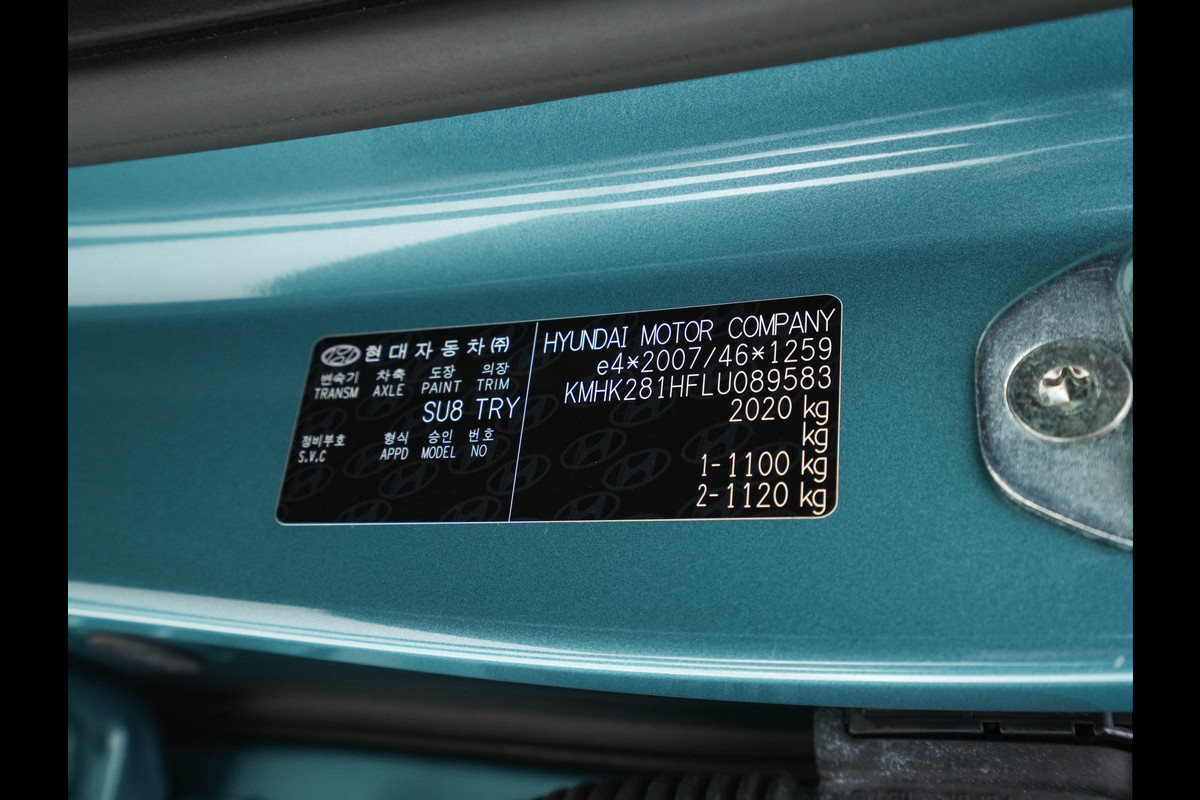 현대자동차㈜
변속기 차축 도장 의장
TRANSM AXLE PAINT TRIM
SU8 TRY
정비부호 형식 승인 번호
S.V.C APPD MODEL NO
HYUNDAI MOTOR COMPANY
e4*2007/46*1259
KMHK281HFLU089583
2020 kg
kg
1-1100 kg
2-1120 kg